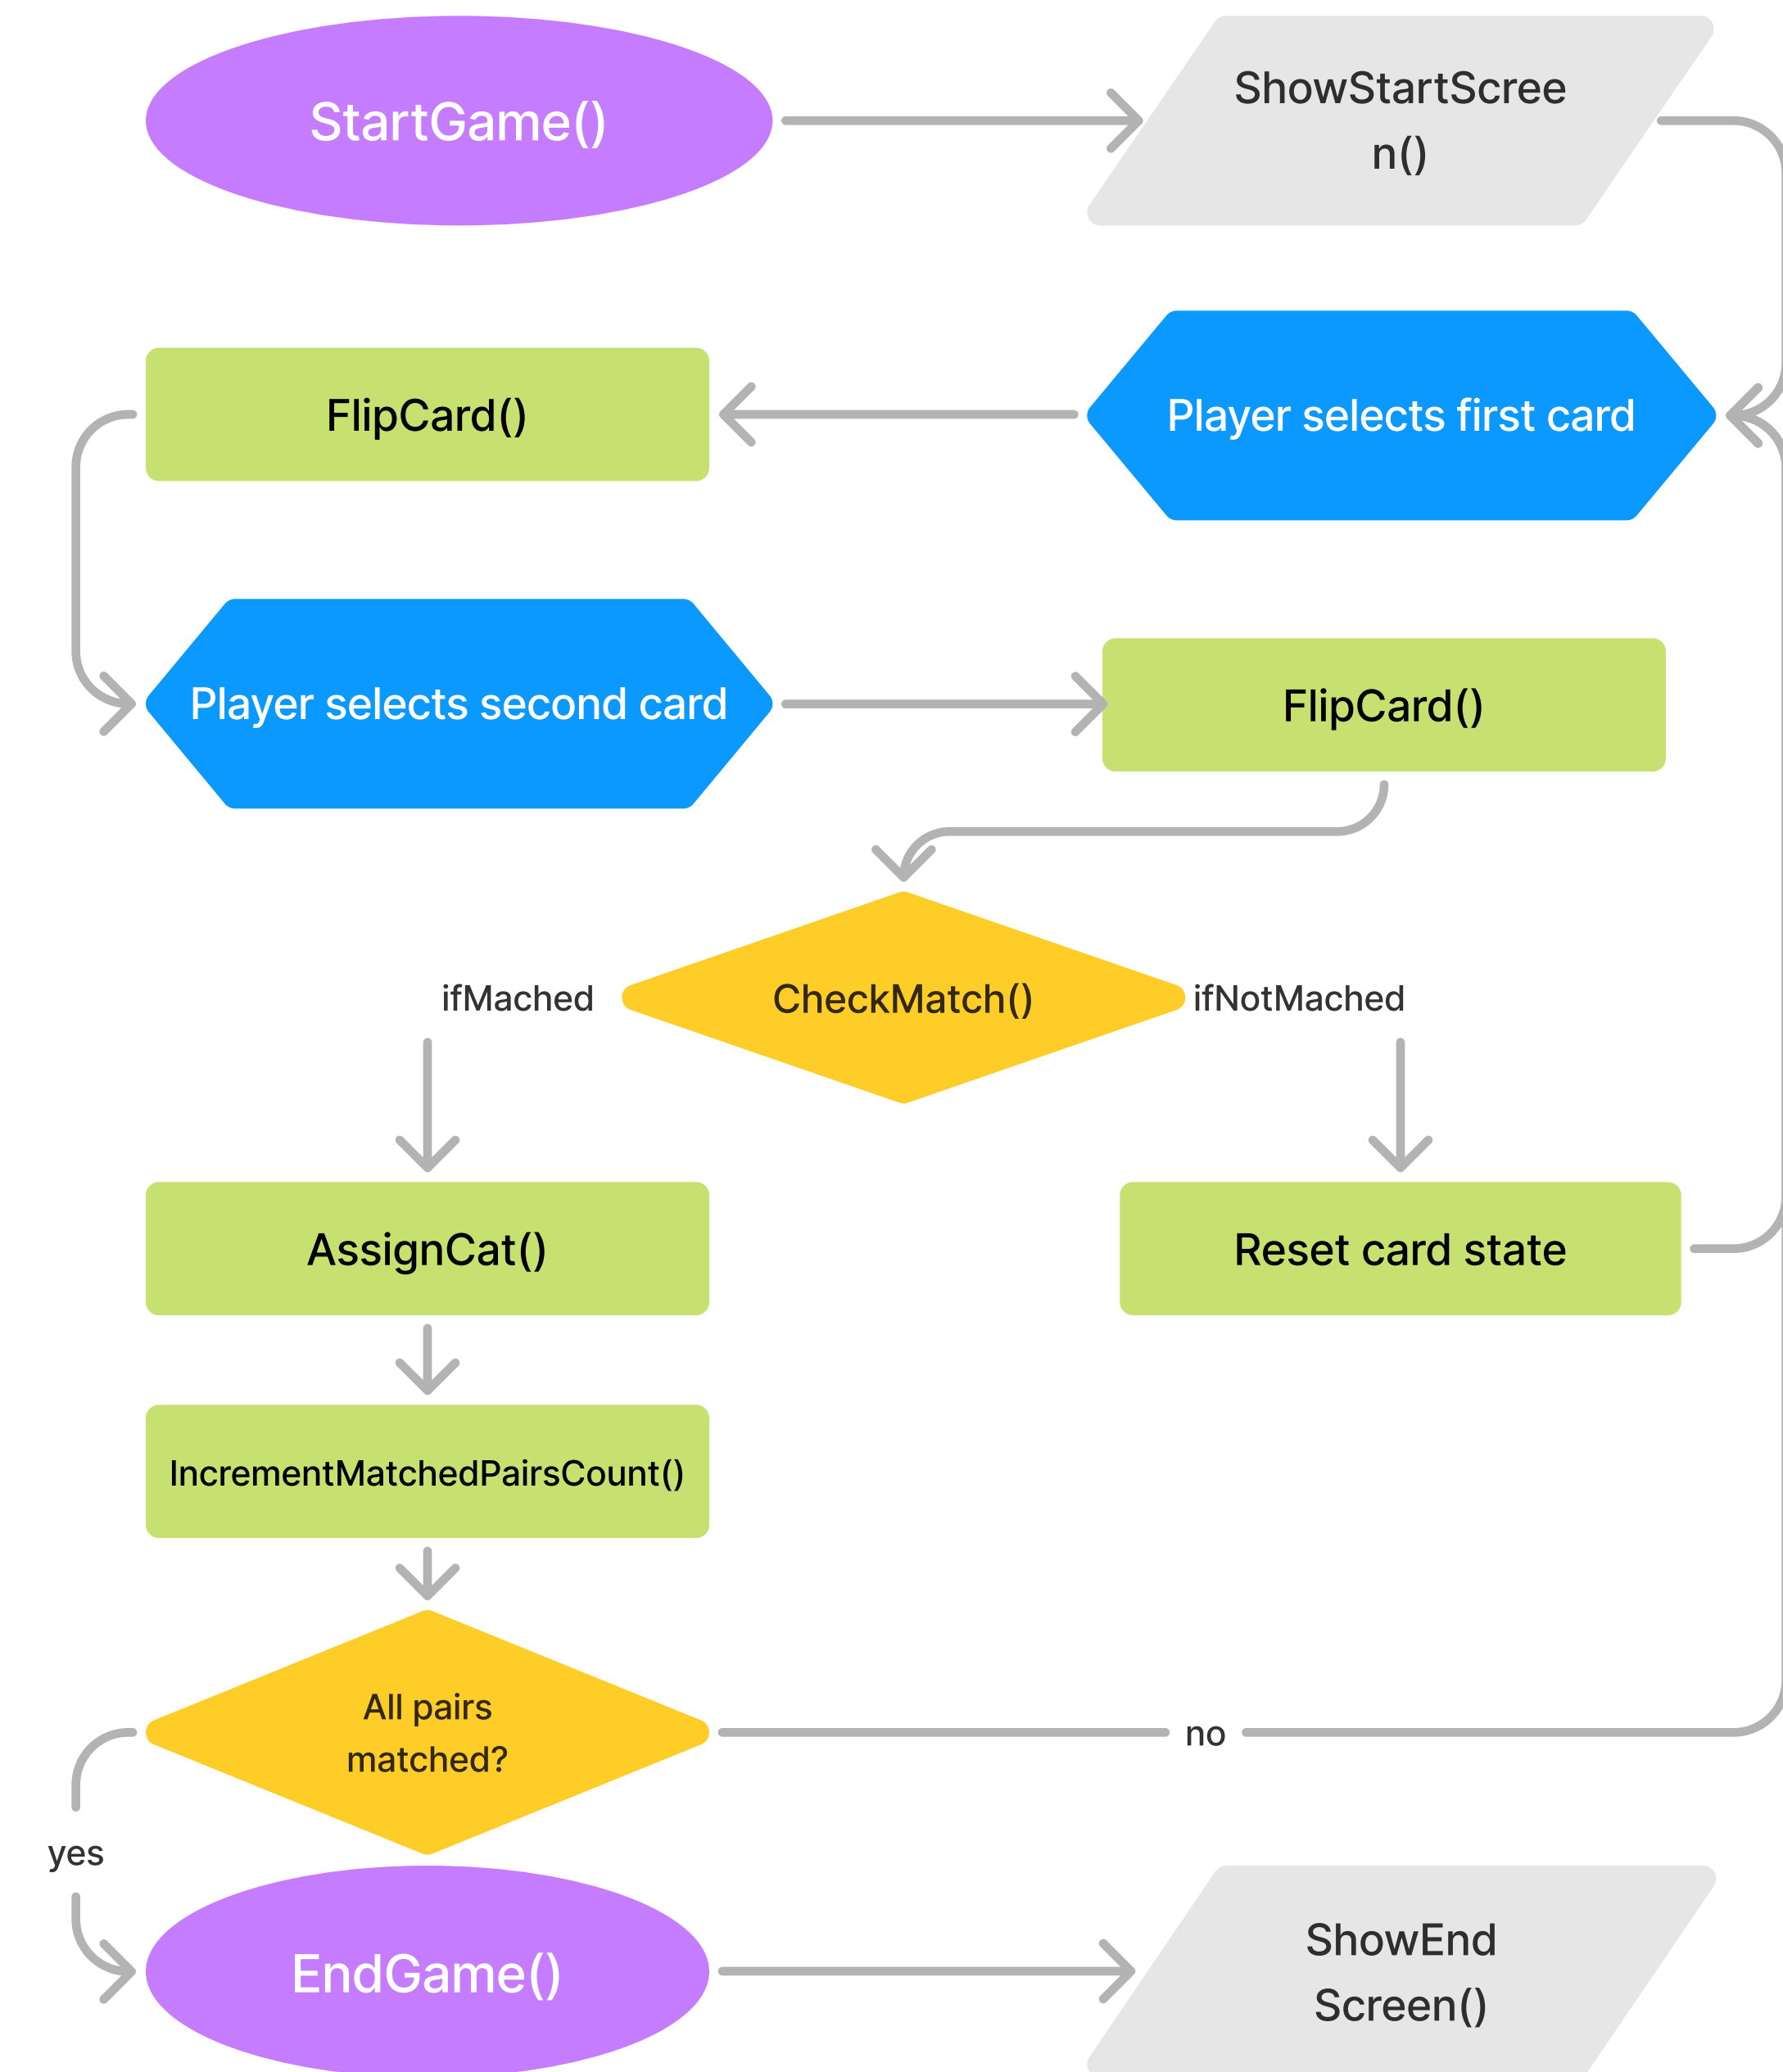 StartGame()
ShowStartScree
n()
FlipCard()
Player selects first card
Player selects second card
FlipCard()
ifMached
CheckMatch()
ifNotMached
AssignCat()
Reset card state
IncrementMatchedPairsCount()
All pairs
matched?
no
yes
EndGame()
ShowEnd
Screen()